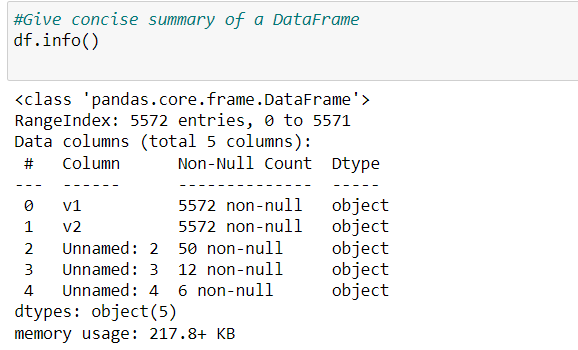 #Give concise summary of a DataFrame
df.info()
<class 'pandas.core.frame.DataFrame'>
RangeIndex: 5572 entries, 0 to 5571
Data columns (total 5 columns):
 #   Column      Non-Null Count  Dtype
---  ------      --------------  -----
 0   v1          5572 non-null   object
 1   v2          5572 non-null   object
 2   Unnamed: 2  50 non-null     object
 3   Unnamed: 3  12 non-null     object
 4   Unnamed: 4  6 non-null      object
dtypes: object(5)
memory usage: 217.8+ KB